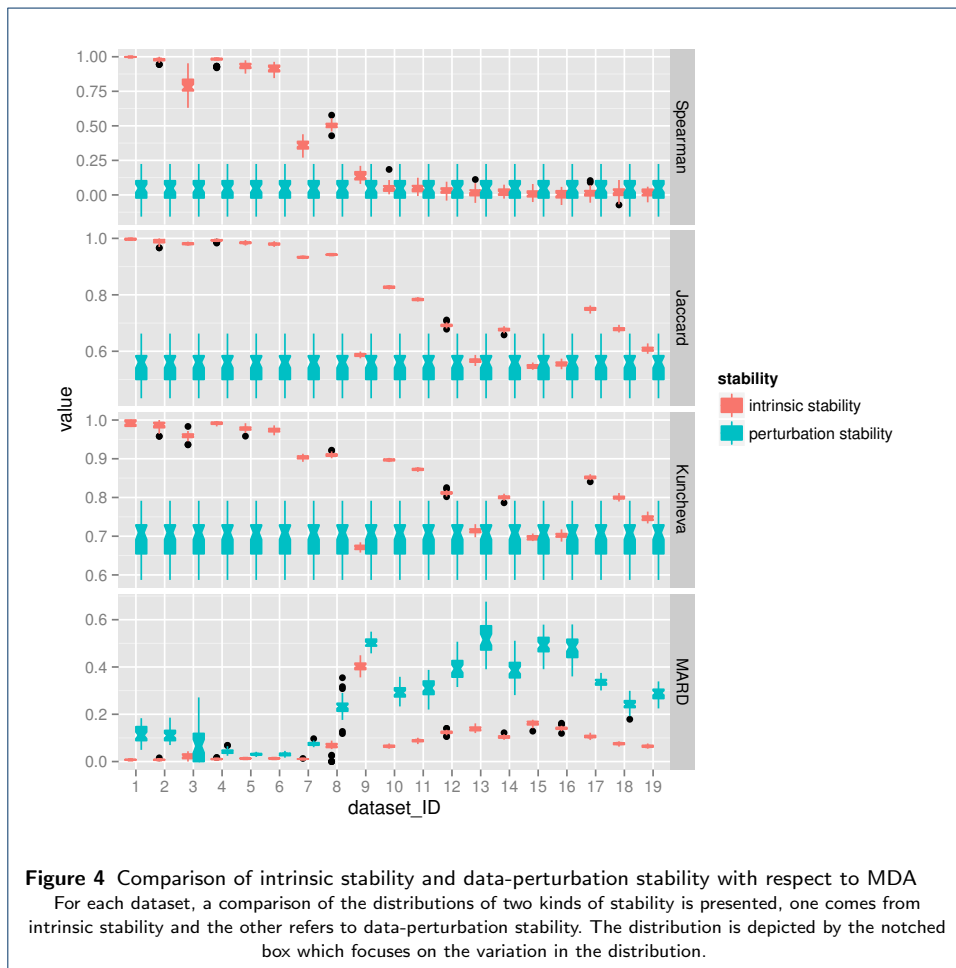 1.00
0.75
0.50
0.25
0.00
Spearman
1.0
0.8
0.6
Jaccard
1.0
0.9
0.8
0.7
0.6
Kuncheva
0.6
0.4
0.2
0.0
MARD
value
1 2 3 4 5 6 7 8 9 10 11 12 13 14 15 16 17 18 19
dataset_ID
stability
intrinsic stability
perturbation stability
Figure 4 Comparison of intrinsic stability and data-perturbation stability with respect to MDA
For each dataset, a comparison of the distributions of two kinds of stability is presented, one comes from
intrinsic stability and the other refers to data-perturbation stability. The distribution is depicted by the notched
box which focuses on the variation in the distribution.